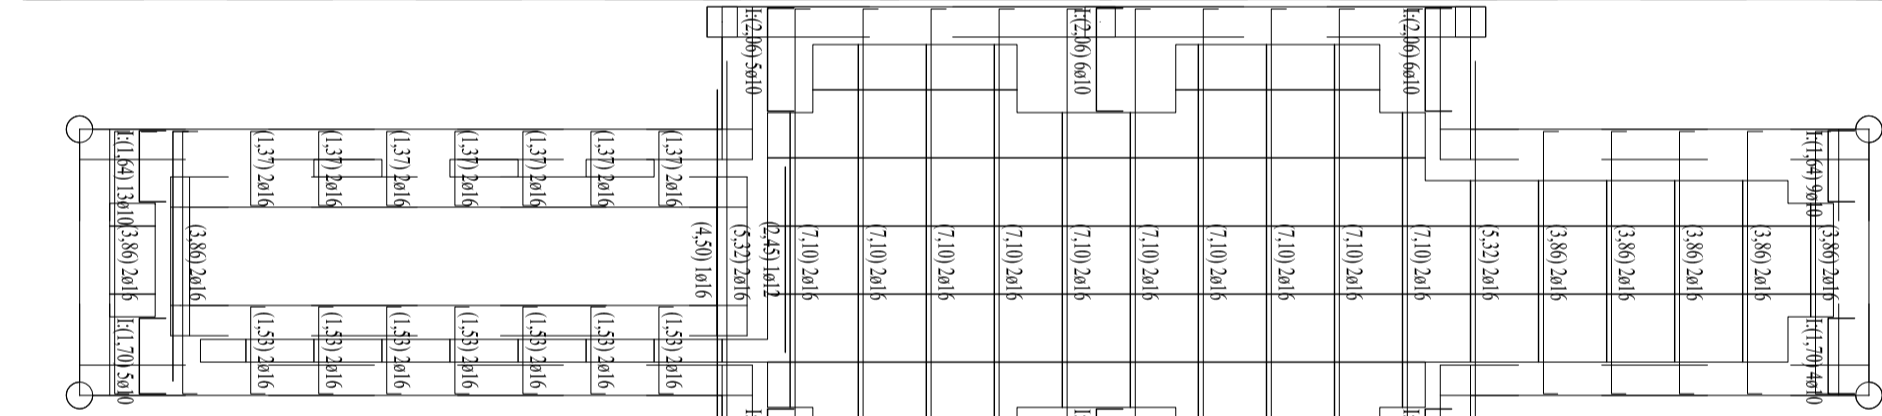 I:(2,06) 5ø10
I:(2,06) 6ø10
I:(2,06) 6ø10
I:(1,64) 13ø10
(1,37) 2ø16
(1,37) 2ø16
(1,37) 2ø16
(1,37) 2ø16
(1,37) 2ø16
(1,37) 2ø16
(1,37) 2ø16
I:(1,64) 9ø10
(3,86) 2ø16
(3,86) 2ø16
(4,50) 1ø16
(5,32) 2ø16
(2,45) 1ø12
(7,10) 2ø16
(7,10) 2ø16
(7,10) 2ø16
(7,10) 2ø16
(7,10) 2ø16
(7,10) 2ø16
(7,10) 2ø16
(7,10) 2ø16
(7,10) 2ø16
(7,10) 2ø16
(5,32) 2ø16
(3,86) 2ø16
(3,86) 2ø16
(3,86) 2ø16
(3,86) 2ø16
(3,86) 2ø16
I:(1,70) 5ø10
(1,53) 2ø16
(1,53) 2ø16
(1,53) 2ø16
(1,53) 2ø16
(1,53) 2ø16
(1,53) 2ø16
(1,53) 2ø16
I:(1,70) 4ø10